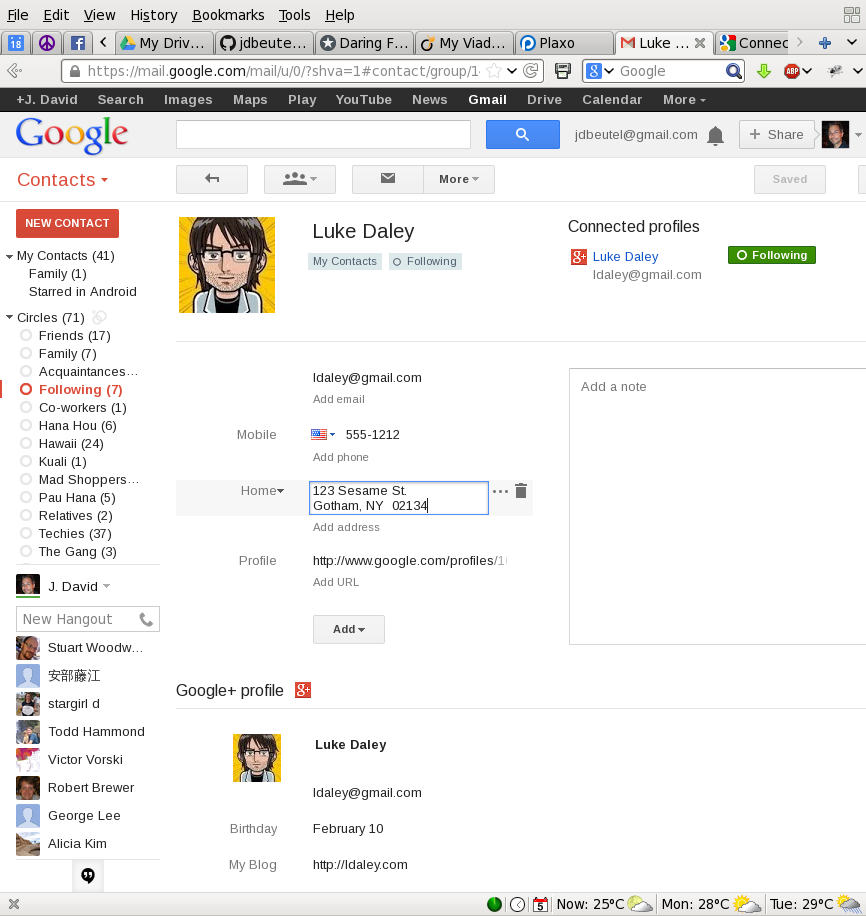 File Edit View History Bookmarks Tools Help
18 My Driv... jdbeute... Daring F... My Viad... Plaxo Luke ... Connec
https://mail.google.com/mail/u/0/?shva=1#contact/group/1 Google ABP
+J. David Search Images Maps Play YouTube News Gmail Drive Calendar More
Google jdbeutel@gmail.com + Share
Contacts More Saved
NEW CONTACT
My Contacts (41)
Family (1)
Starred in Android
Circles (71)
Friends (17)
Family (7)
Acquaintances...
Following (7)
Co-workers (1)
Hana Hou (6)
Hawaii (24)
Kuali (1)
Mad Shoppers...
Pau Hana (5)
Relatives (2)
Techies (37)
The Gang (3)
J. David
New Hangout
Stuart Woodw...
安部藤江
stargirl d
Todd Hammond
Victor Vorski
Robert Brewer
George Lee
Alicia Kim
Luke Daley
My Contacts Following
Connected profiles
Luke Daley Following
ldaley@gmail.com
ldaley@gmail.com
Add email
Mobile 555-1212
Add phone
Home 123 Sesame St.
Gotham, NY 02134
Add address
Profile http://www.google.com/profiles/10
Add URL
Add
Add a note
Google+ profile g+
Luke Daley
ldaley@gmail.com
Birthday February 10
My Blog http://ldaley.com
5 Now: 25°C Mon: 28°C Tue: 29°C